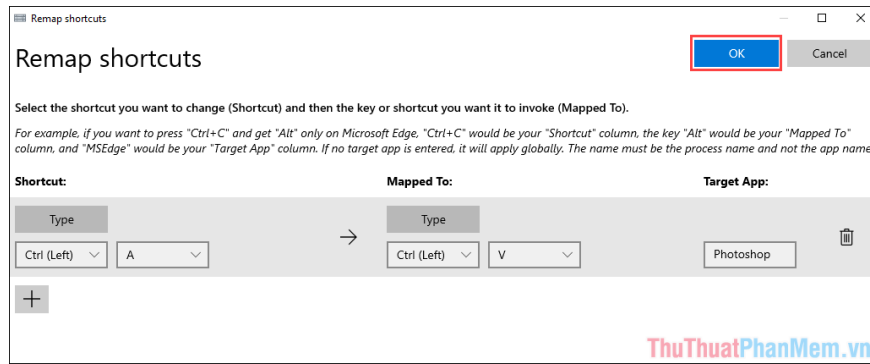 Remap shortcuts
Remap shortcuts
OK
Cancel
Select the shortcut you want to change (Shortcut) and then the key or shortcut you want it to invoke (Mapped To).
For example, if you want to press "Ctrl+C" and get "Alt" only on Microsoft Edge, "Ctrl+C" would be your "Shortcut" column, the key "Alt" would be your "Mapped To"
column, and "MSEdge" would be your "Target App" column. If no target app is entered, it will apply globally. The name must be the process name and not the app name
Shortcut:
Mapped To:
Target App:
Type
Type
Ctrl (Left)
A
Ctrl (Left)
V
Photoshop
ThuThuatPhanMem.vn